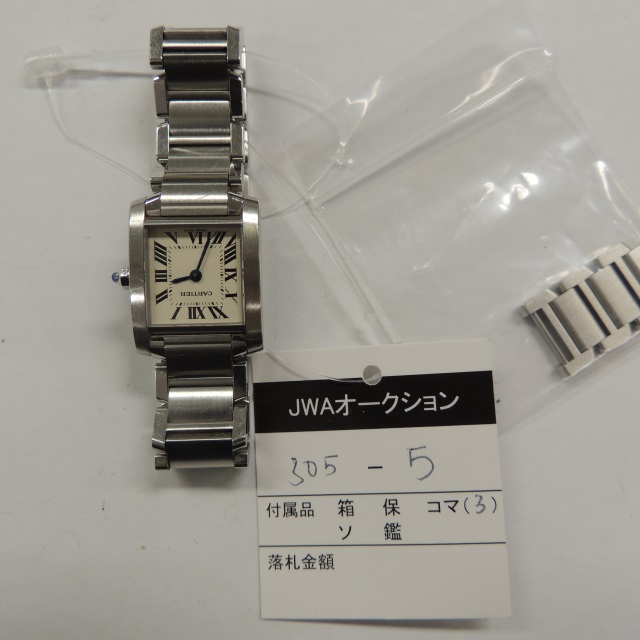 CARTIER
JWAオークション
305 - 5
付属品 箱 保 コマ(3)
ソ 鑑
落札金額